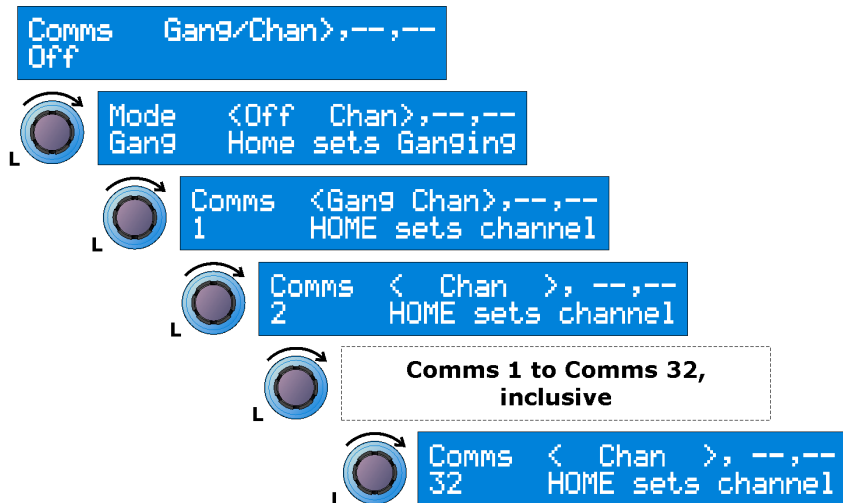 Comms Gang/Chan>,--,--
Off
L
Mode <Off Chan>,--,--
Gang Home sets Ganging
L
Comms <Gang Chan>,--,--
1 HOME sets channel
L
Comms < Chan >, --,--
2 HOME sets channel
L
Comms 1 to Comms 32,
inclusive
L
Comms < Chan >, --,--
32 HOME sets channel